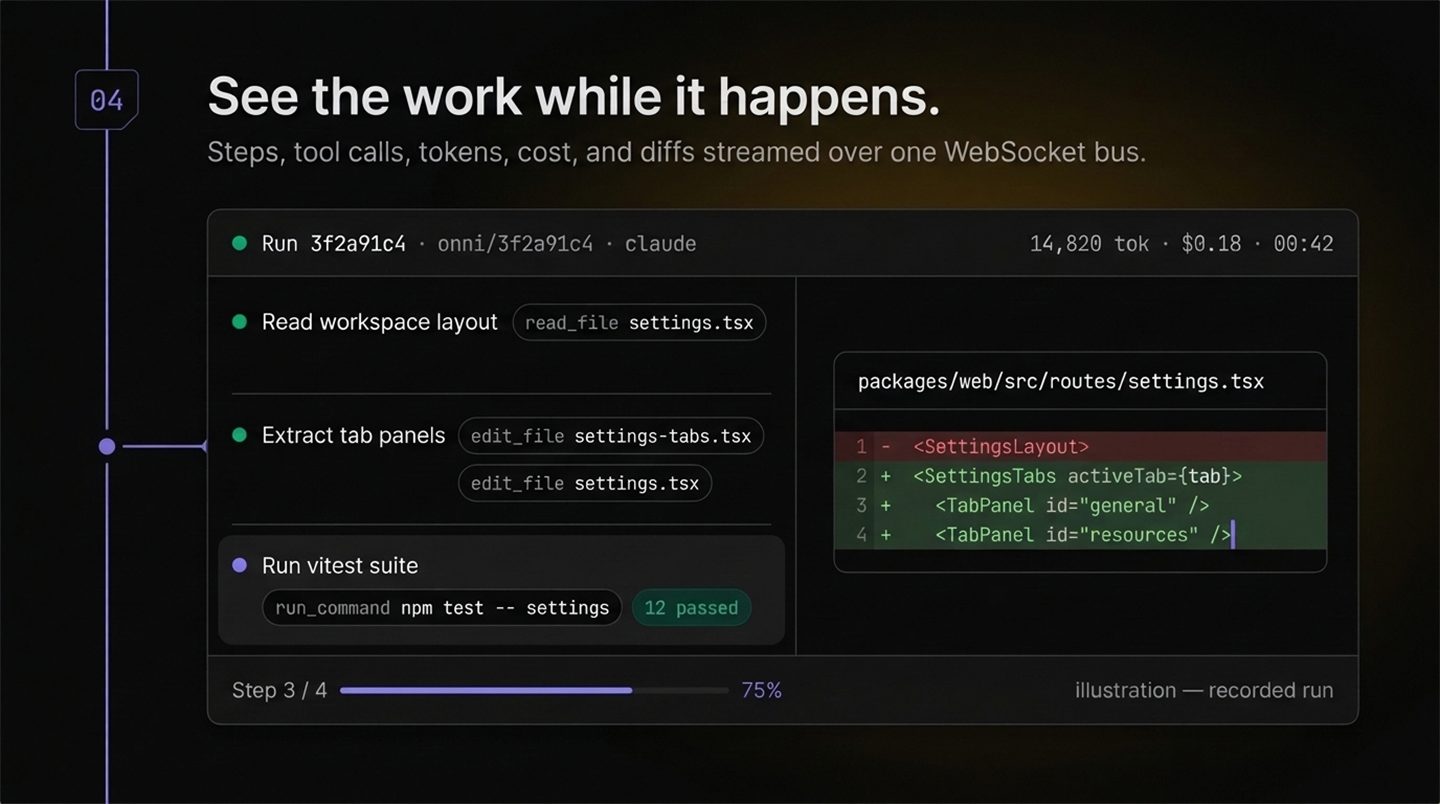 04
See the work while it happens.
Steps, tool calls, tokens, cost, and diffs streamed over one WebSocket bus.
Run 3f2a91c4 · onni/3f2a91c4 · claude
14,820 tok · $0.18 · 00:42
Read workspace layout read_file settings.tsx
Extract tab panels edit_file settings-tabs.tsx
edit_file settings.tsx
Run vitest suite
run_command npm test -- settings 12 passed
packages/web/src/routes/settings.tsx
1 - <SettingsLayout>
2 + <SettingsTabs activeTab={tab}>
3 + <TabPanel id="general" />
4 + <TabPanel id="resources" />
Step 3 / 4 75%
illustration — recorded run